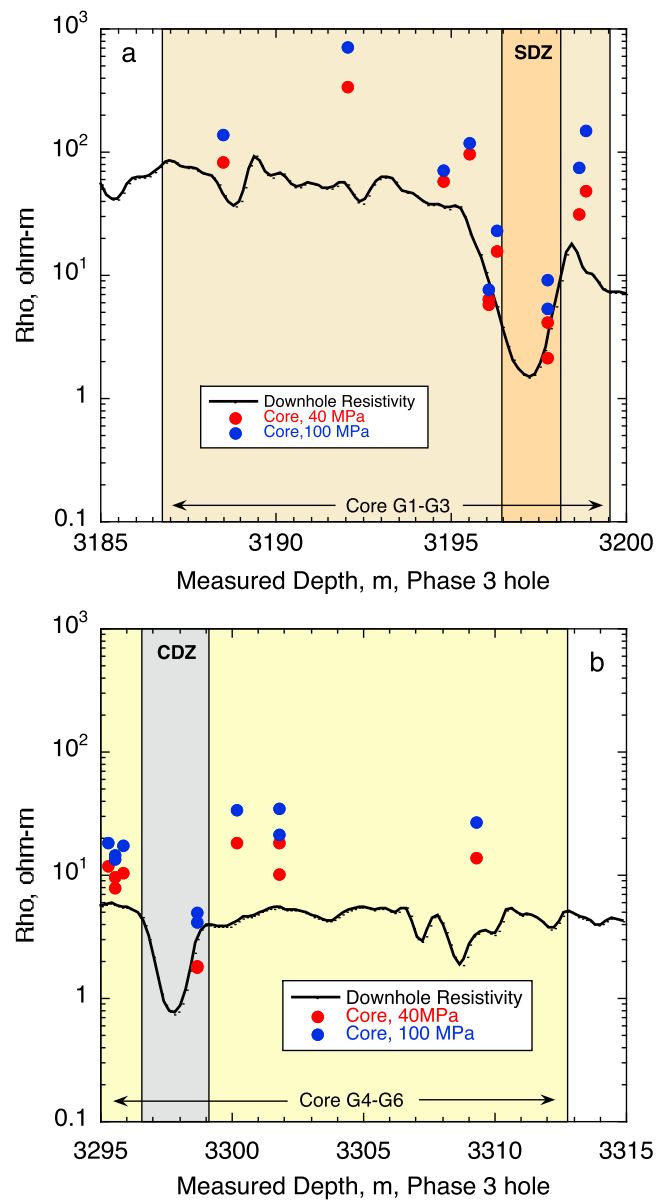 10³
a
SDZ
10²
Rho, ohm-m
10¹
1
Downhole Resistivity
Core, 40 MPa
Core,100 MPa
Core G1-G3
0.1
3185 3190 3195 3200
Measured Depth, m, Phase 3 hole
10³
CDZ
b
10²
Rho, ohm-m
10¹
1
Downhole Resistivity
Core, 40MPa
Core, 100 MPa
Core G4-G6
0.1
3295 3300 3305 3310 3315
Measured Depth, m, Phase 3 hole